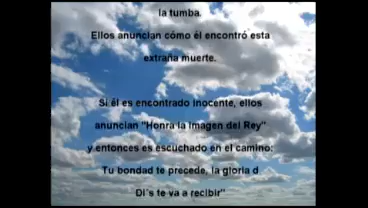 la tumba.
Ellos anuncian cómo él encontró esta
extraña muerte.
Si él es encontrado inocente, ellos
anuncian "Honra la imagen del Rey"
y entonces es escuchado en el camino:
Tu bondad te precede, la gloria d
Di`s te va a recibir"